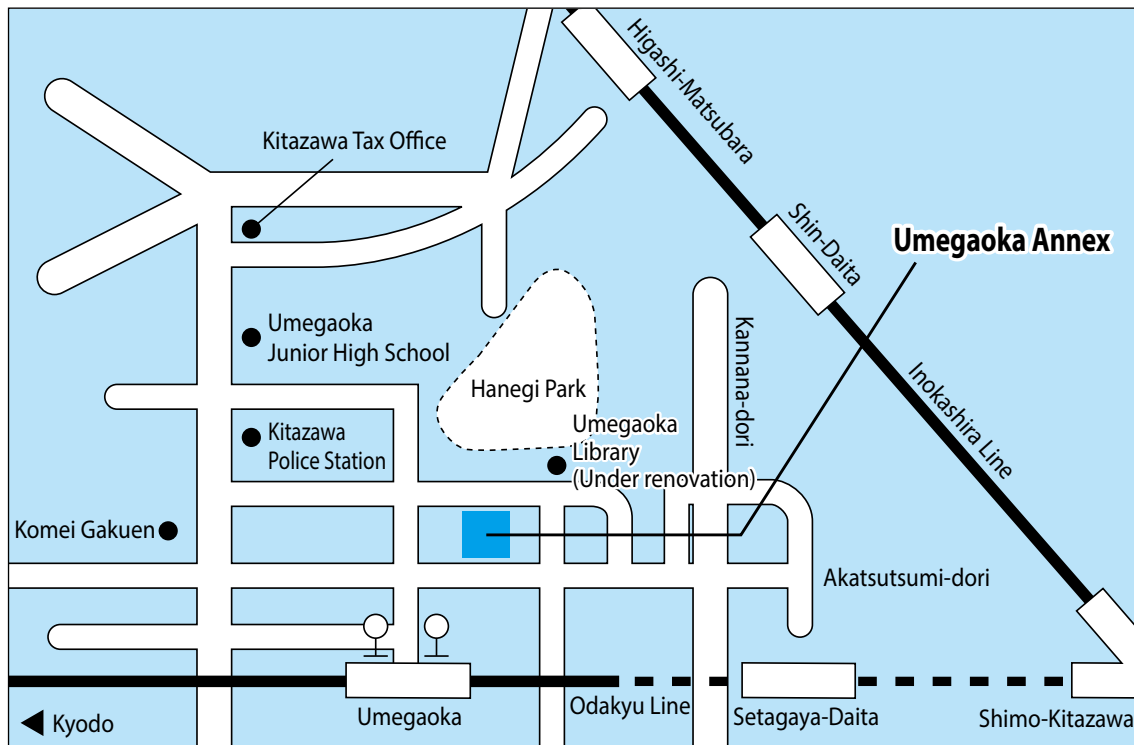 Higashi-Matsubara
Kitazawa Tax Office
Shin-Daita
Umegaoka Annex
Umegaoka
Junior High School
Kannana-dori
Hanegi Park
Inokashira Line
Umegaoka
Library
(Under renovation)
Kitazawa
Police Station
Komei Gakuen
Akatsutsumi-dori
Kyodo
Umegaoka
Odakyu Line
Setagaya-Daita
Shimo-Kitazawa